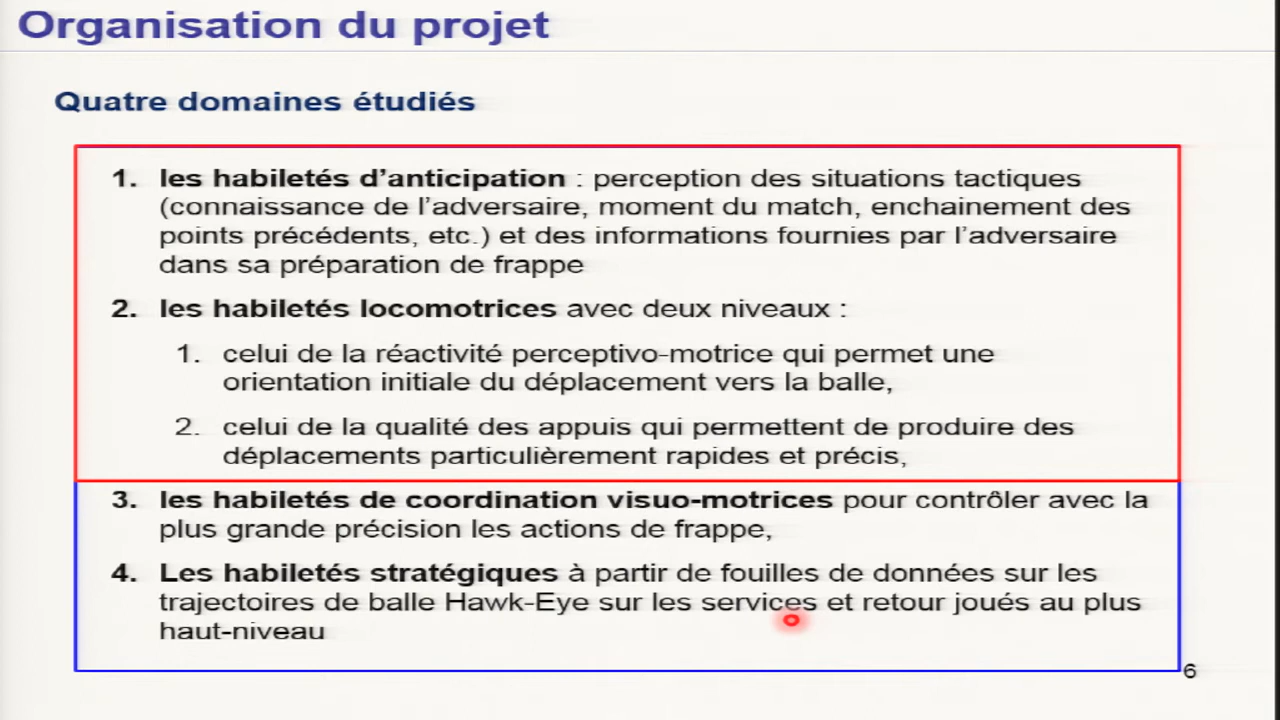 Organisation du projet
Quatre domaines étudiés
1. les habiletés d'anticipation : perception des situations tactiques
(connaissance de l'adversaire, moment du match, enchainement des
points précédents, etc.) et des informations fournies par l'adversaire
dans sa préparation de frappe
2. les habiletés locomotrices avec deux niveaux :
1. celui de la réactivité perceptivo-motrice qui permet une
orientation initiale du déplacement vers la balle,
2. celui de la qualité des appuis qui permettent de produire des
déplacements particulièrement rapides et précis,
3. les habiletés de coordination visuo-motrices pour contrôler avec la
plus grande précision les actions de frappe,
4. Les habiletés stratégiques à partir de fouilles de données sur les
trajectoires de balle Hawk-Eye sur les services et retour joués au plus
haut-niveau
6